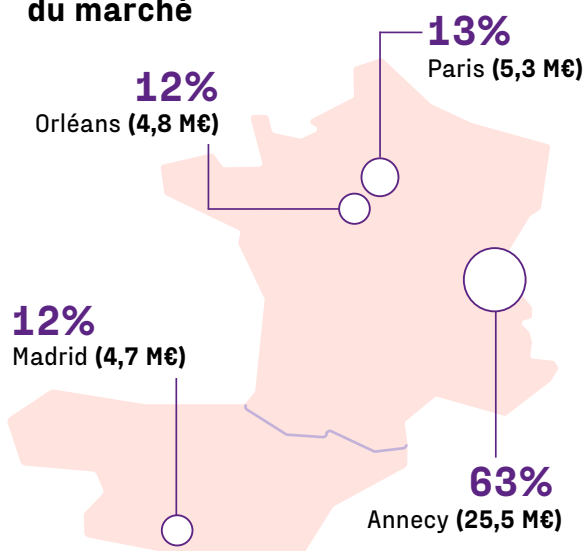 du marché
13%
Paris (5,3 M€)
12%
Orléans (4,8 M€)
12%
Madrid (4,7 M€)
63%
Annecy (25,5 M€)